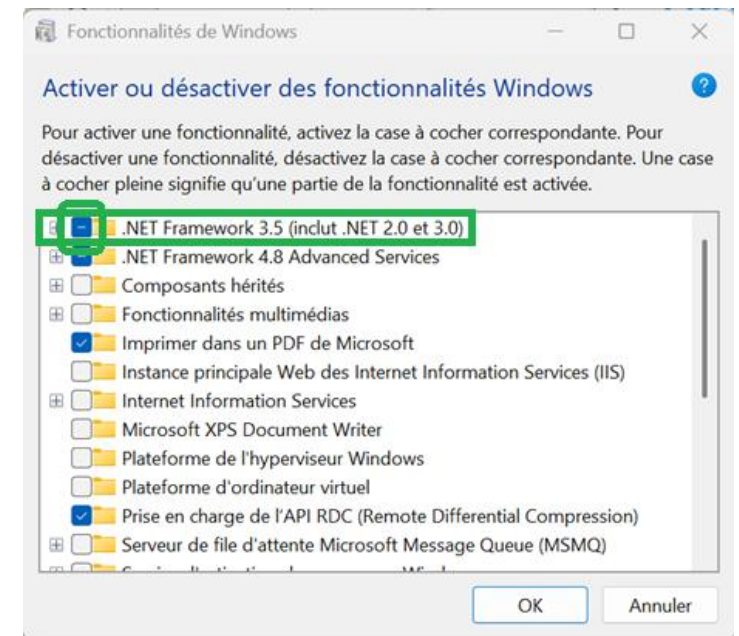 Fonctionnalités de Windows
Activer ou désactiver des fonctionnalités Windows
Pour activer une fonctionnalité, activez la case à cocher correspondante. Pour
désactiver une fonctionnalité, désactivez la case à cocher correspondante. Une case
à cocher pleine signifie qu'une partie de la fonctionnalité est activée.
.NET Framework 3.5 (inclut .NET 2.0 et 3.0)
.NET Framework 4.8 Advanced Services
Composants hérités
Fonctionnalités multimédias
Imprimer dans un PDF de Microsoft
Instance principale Web des Internet Information Services (IIS)
Internet Information Services
Microsoft XPS Document Writer
Plateforme de l'hyperviseur Windows
Plateforme d'ordinateur virtuel
Prise en charge de l'API RDC (Remote Differential Compression)
Serveur de file d'attente Microsoft Message Queue (MSMQ)
OK
Annuler